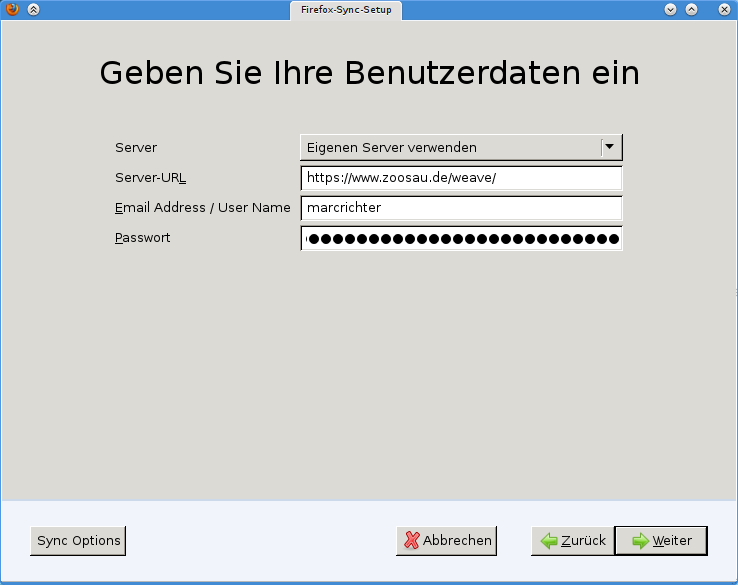 Firefox-Sync-Setup
Geben Sie Ihre Benutzerdaten ein
Server Eigenen Server verwenden
Server-URL https://www.zoosau.de/weave/
Email Address / User Name marcrichter
Passwort
Sync Options Abbrechen Zurück Weiter